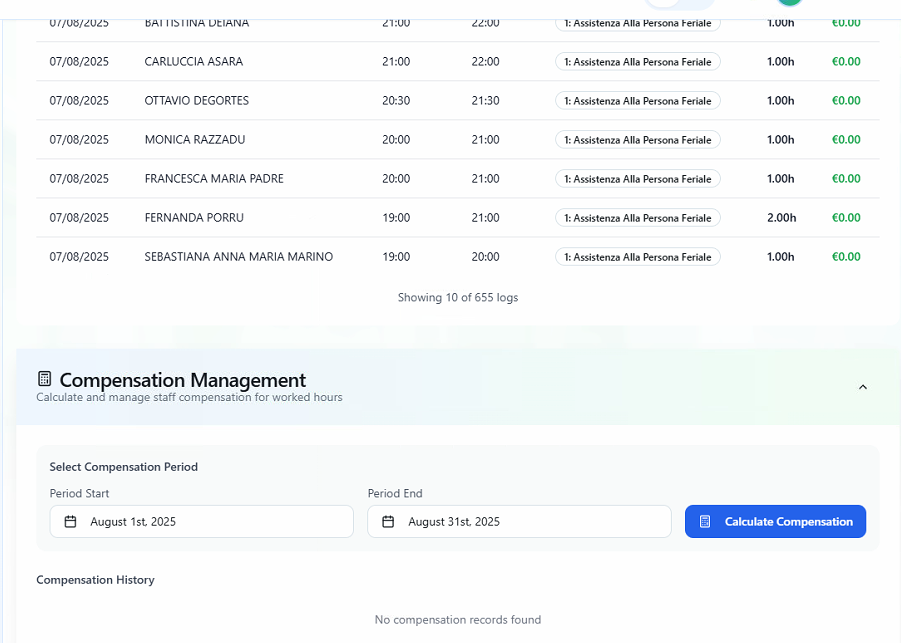 07/08/2025 BATTISTINA DEIANA 21:00 22:00 1: Assistenza Alla Persona Feriale 1.00h €0.00
07/08/2025 CARLUCCIA ASARA 21:00 22:00 1: Assistenza Alla Persona Feriale 1.00h €0.00
07/08/2025 OTTAVIO DEGORTES 20:30 21:30 1: Assistenza Alla Persona Feriale 1.00h €0.00
07/08/2025 MONICA RAZZADU 20:00 21:00 1: Assistenza Alla Persona Feriale 1.00h €0.00
07/08/2025 FRANCESCA MARIA PADRE 20:00 21:00 1: Assistenza Alla Persona Feriale 1.00h €0.00
07/08/2025 FERNANDA PORRU 19:00 21:00 1: Assistenza Alla Persona Feriale 2.00h €0.00
07/08/2025 SEBASTIANA ANNA MARIA MARINO 19:00 20:00 1: Assistenza Alla Persona Feriale 1.00h €0.00
Showing 10 of 655 logs
Compensation Management
Calculate and manage staff compensation for worked hours
Select Compensation Period
Period Start Period End
August 1st, 2025 August 31st, 2025 Calculate Compensation
Compensation History
No compensation records found